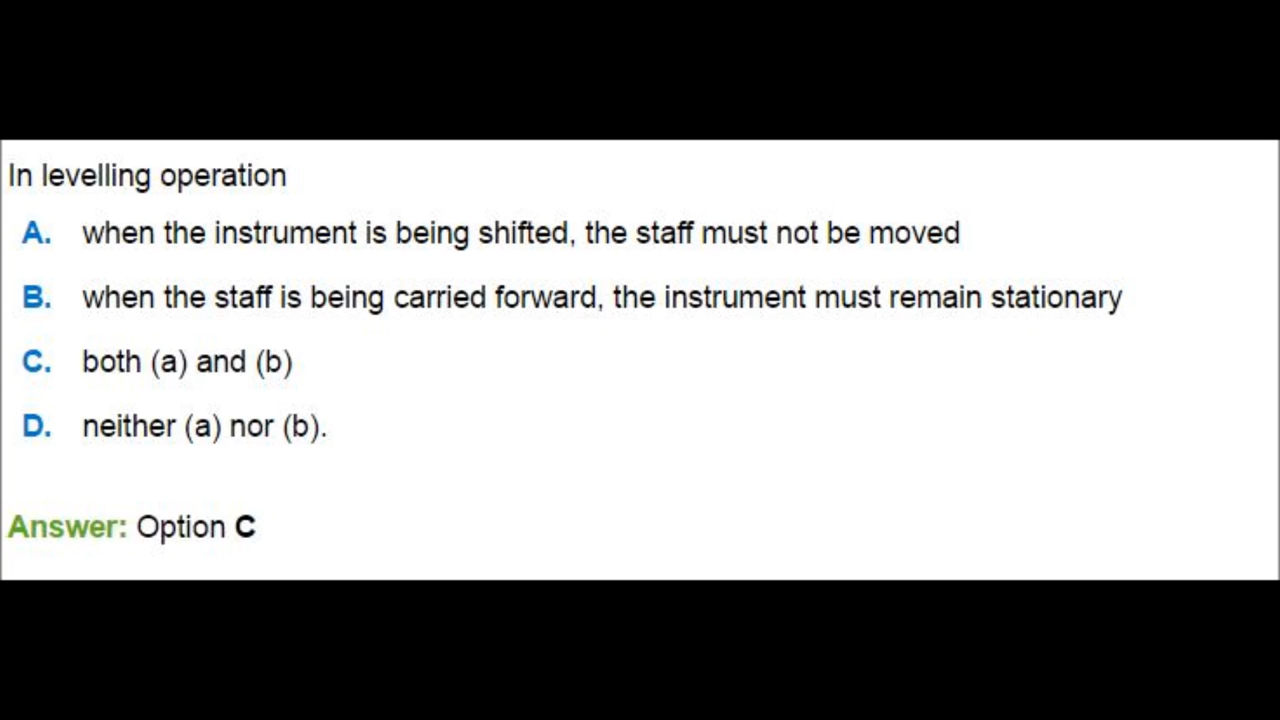 In levelling operation
A. when the instrument is being shifted, the staff must not be moved
B. when the staff is being carried forward, the instrument must remain stationary
C. both (a) and (b)
D. neither (a) nor (b).
Answer: Option C